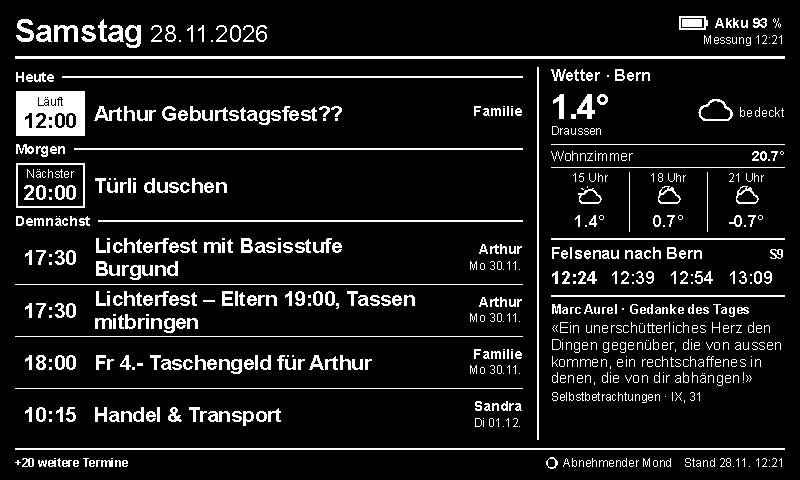 Samstag 28.11.2026
Akku 93 %
Messung 12:21
Heute
Läuft
12:00
Arthur Geburtstagsfest??
Familie
Morgen
Nächster
20:00
Türli duschen
Demnächst
17:30
Lichterfest mit Basisstufe
Burgund
Arthur
Mo 30.11.
17:30
Lichterfest – Eltern 19:00, Tassen
mitbringen
Arthur
Mo 30.11.
18:00
Fr 4.- Taschengeld für Arthur
Familie
Mo 30.11.
10:15
Handel & Transport
Sandra
Di 01.12.
Wetter · Bern
1.4°
Draussen
bedeckt
Wohnzimmer 20.7°
15 Uhr 18 Uhr 21 Uhr
1.4° 0.7° -0.7°
Felsenau nach Bern S9
12:24 12:39 12:54 13:09
Marc Aurel · Gedanke des Tages
«Ein unerschütterliches Herz den
Dingen gegenüber, die von aussen
kommen, ein rechtschaffenes in
denen, die von dir abhängen!»
Selbstbetrachtungen · IX, 31
+20 weitere Termine
Abnehmender Mond Stand 28.11. 12:21